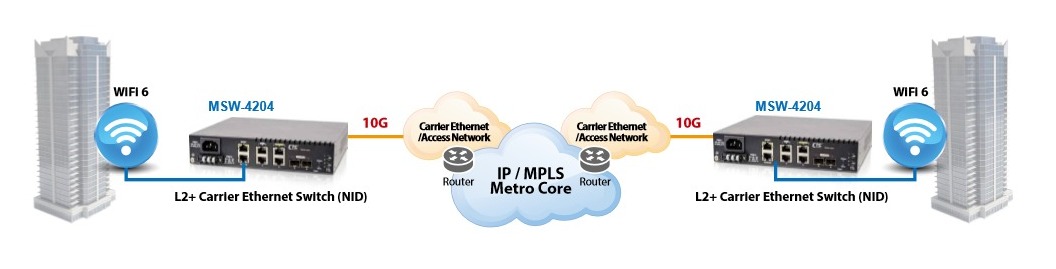 WIFI 6
MSW-4204
10G
L2+ Carrier Ethernet Switch (NID)
Carrier Ethernet
/Access Network
Router
IP / MPLS
Metro Core
Carrier Ethernet
/Access Network
Router
10G
MSW-4204
WIFI 6
L2+ Carrier Ethernet Switch (NID)